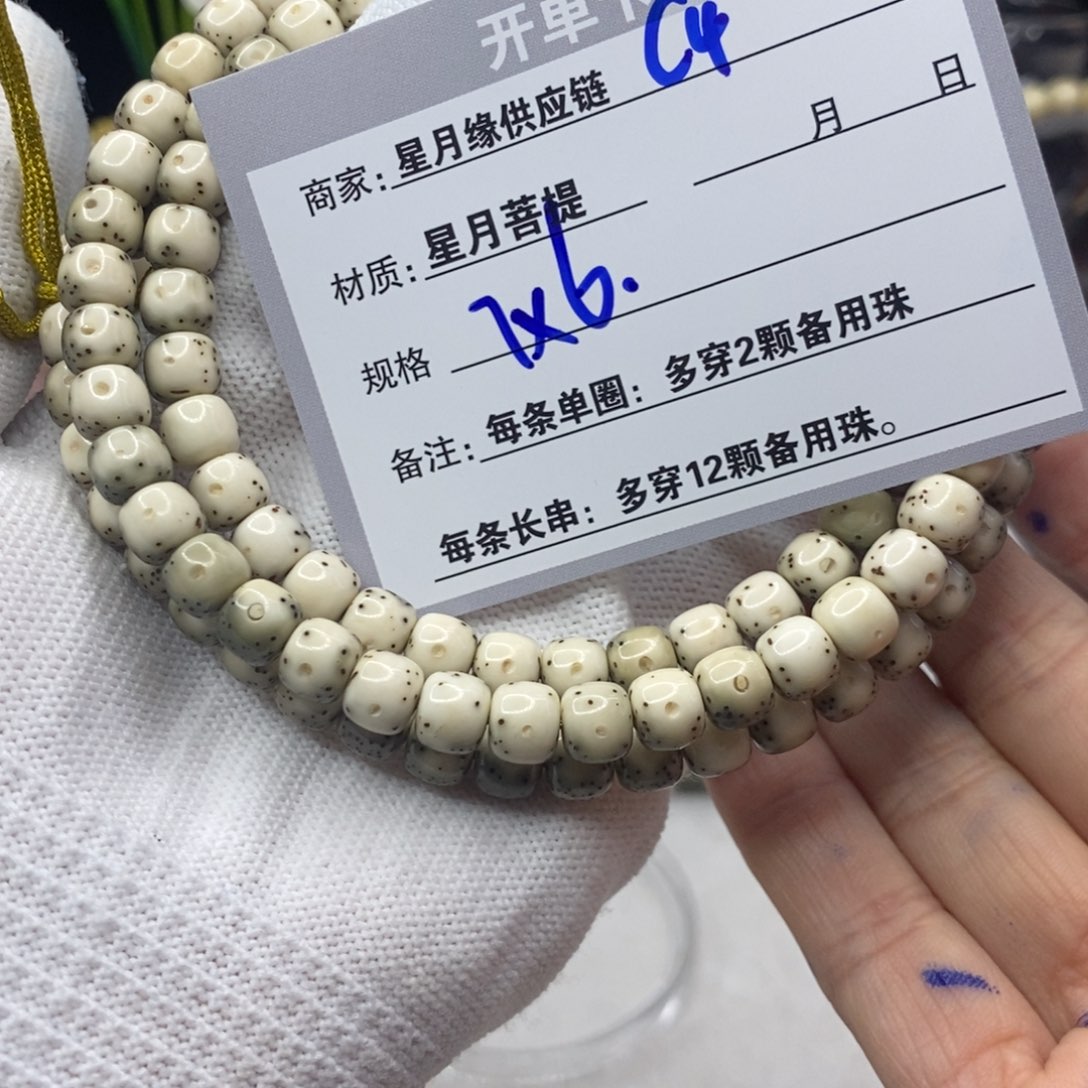 开单卡
C4
商家：星月缘供应链
月 日
材质：星月菩提
规格 7x6.
备注：每条单圈：多穿2颗备用珠
每条长串：多穿12颗备用珠。